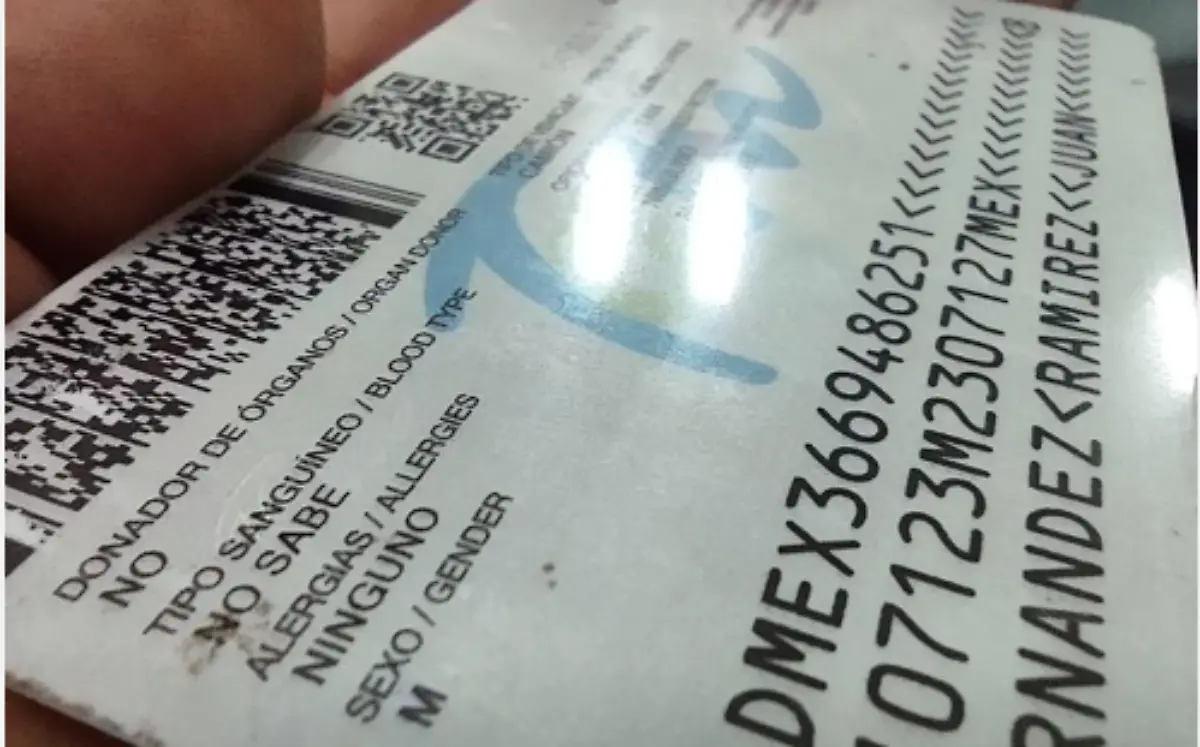 DONADOR DE ÓRGANOS / ORGAN DONOR
NO
TIPO SANGUÍNEO / BLOOD TYPE
NO SABE
ALERGIAS / ALLERGIES
NINGUNO
SEXO / GENDER
M
DMEX3669486251<<<<<<<<<<<<<<<
07123M2307127MEX<<<<<<<<<<<
RNANDEZ<RAMIREZ<<JUAN<<<<<<